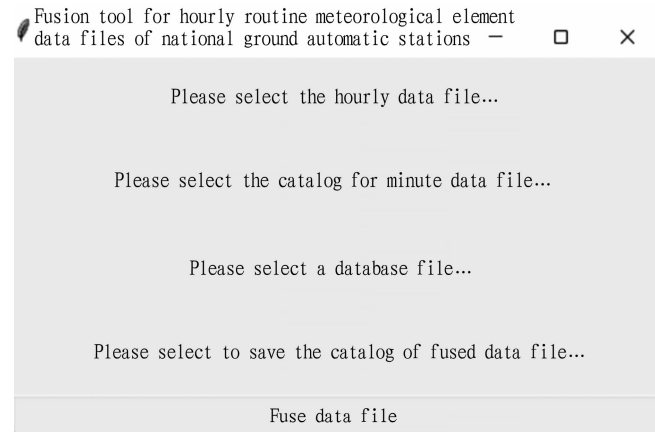 Fusion tool for hourly routine meteorological element
data files of national ground automatic stations
Please select the hourly data file...
Please select the catalog for minute data file...
Please select a database file...
Please select to save the catalog of fused data file...
Fuse data file